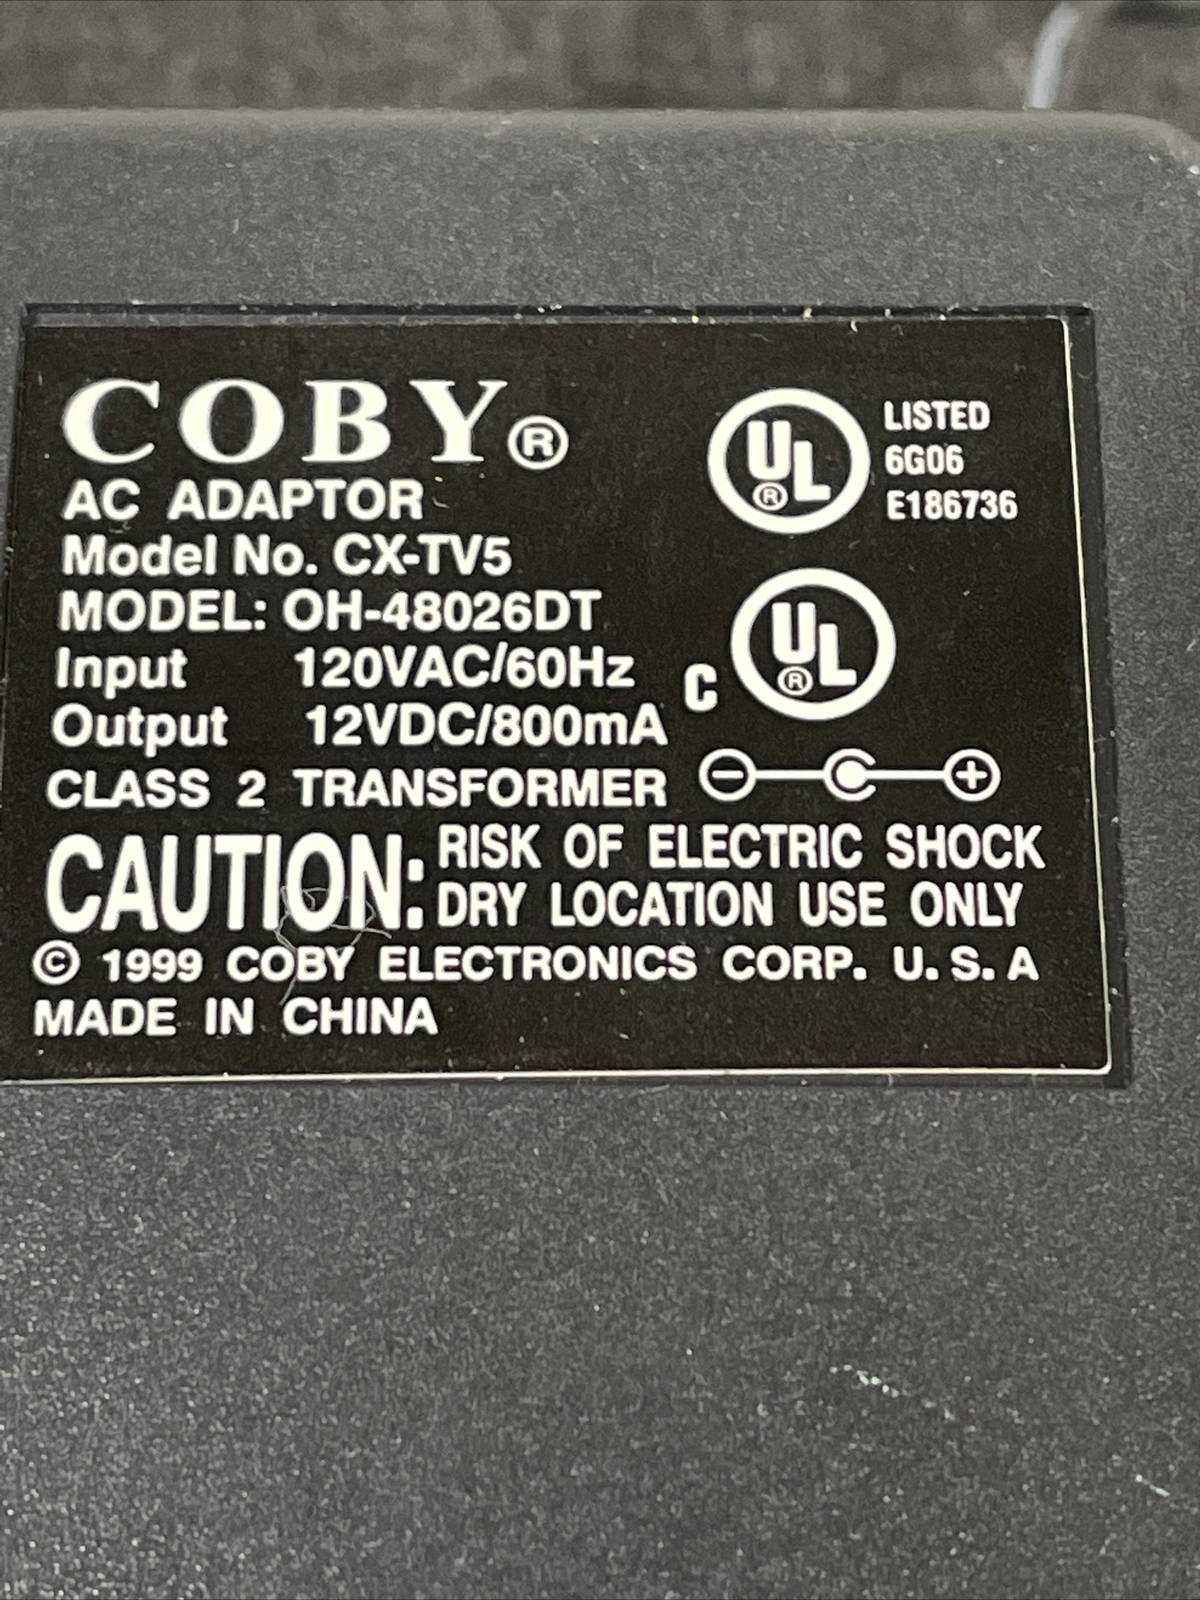 COBY®
AC ADAPTOR
Model No. CX-TV5
MODEL: OH-48026DT
Input 120VAC/60Hz
Output 12VDC/800mA
CLASS 2 TRANSFORMER
UL®
LISTED
6G06
E186736
C UL®
CAUTION: RISK OF ELECTRIC SHOCK
DRY LOCATION USE ONLY
© 1999 COBY ELECTRONICS CORP. U.S.A
MADE IN CHINA